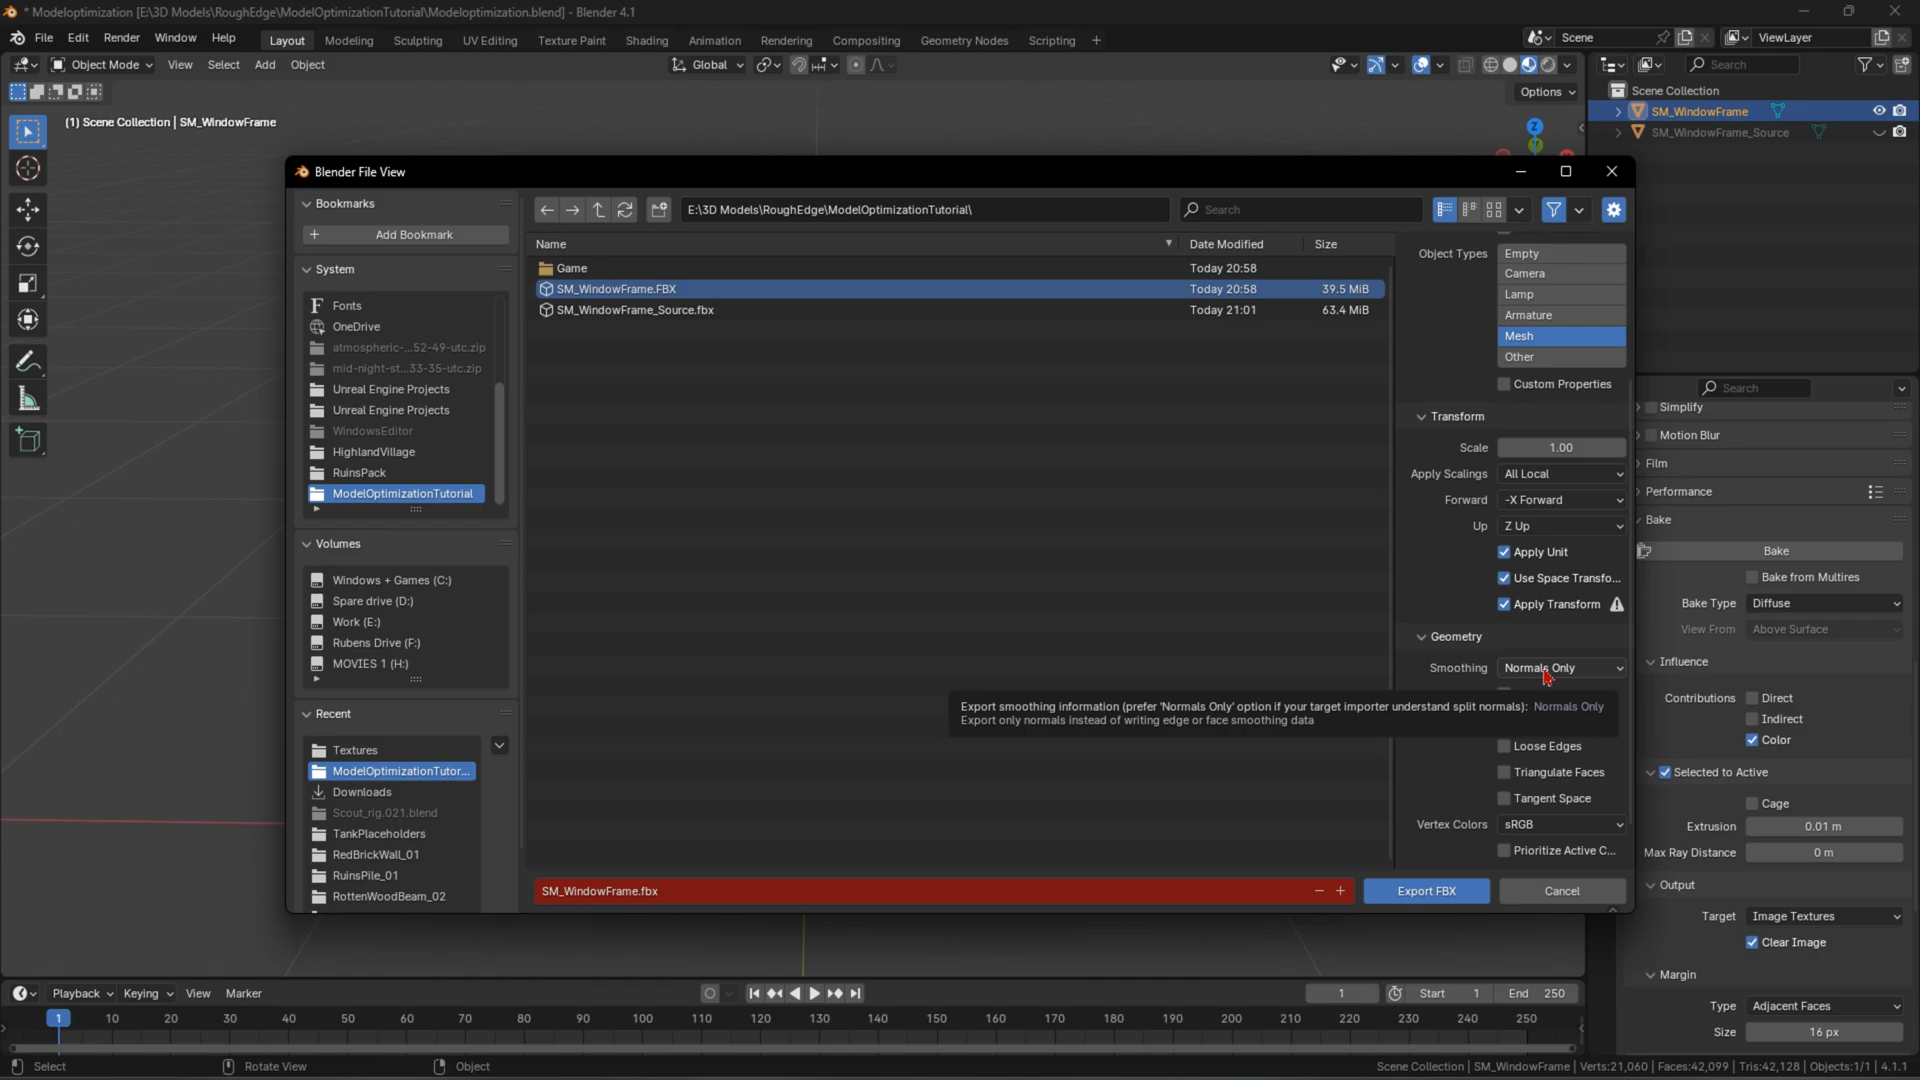 * Modeloptimization [E:\3D Models\RoughEdge\ModelOptimizationTutorial\Modeloptimization.blend] - Blender 4.1
File Edit Render Window Help Layout Modeling Sculpting UV Editing Texture Paint Shading Animation Rendering Compositing Geometry Nodes Scripting + Scene ViewLayer
Object Mode View Select Add Object Global Search
Options
Scene Collection
(1) Scene Collection | SM_WindowFrame
SM_WindowFrame
SM_WindowFrame_Source
Z
Y
Blender File View
Bookmarks
Add Bookmark
System
Fonts
OneDrive
atmospheric-...52-49-utc.zip
mid-night-st...33-35-utc.zip
Unreal Engine Projects
Unreal Engine Projects
WindowsEditor
HighlandVillage
RuinsPack
ModelOptimizationTutorial
Volumes
Windows + Games (C:)
Spare drive (D:)
Work (E:)
Rubens Drive (F:)
MOVIES 1 (H:)
Recent
Textures
ModelOptimizationTutor...
Downloads
Scout_rig.021.blend
TankPlaceholders
RedBrickWall_01
RuinsPile_01
RottenWoodBeam_02
E:\3D Models\RoughEdge\ModelOptimizationTutorial\ Search
Name Date Modified Size
Game Today 20:58
SM_WindowFrame.FBX Today 20:58 39.5 MiB
SM_WindowFrame_Source.fbx Today 21:01 63.4 MiB
SM_WindowFrame.fbx
Object Types Empty
Camera
Lamp
Armature
Mesh
Other
Custom Properties
Transform
Scale 1.00
Apply Scalings All Local
Forward -X Forward
Up Z Up
Apply Unit
Use Space Transfo...
Apply Transform
Geometry
Smoothing Normals Only
Export smoothing information (prefer 'Normals Only' option if your target importer understand split normals): Normals Only
Export only normals instead of writing edge or face smoothing data
Loose Edges
Triangulate Faces
Tangent Space
Vertex Colors sRGB
Prioritize Active C...
Export FBX Cancel
Search
Simplify
Motion Blur
Film
Performance
Bake
Bake
Bake from Multires
Bake Type Diffuse
View From Above Surface
Influence
Contributions Direct
Indirect
Color
Selected to Active
Cage
Extrusion 0.01 m
Max Ray Distance 0 m
Output
Target Image Textures
Clear Image
Margin
Type Adjacent Faces
Size 16 px
Playback Keying View Marker 1 Start 1 End 250
1 10 20 30 40 50 60 70 80 90 100 110 120 130 140 150 160 170 180 190 200 210 220 230 240 250
Select Rotate View Object Scene Collection | SM_WindowFrame | Verts:21,060 | Faces:42,099 | Tris:42,128 | Objects:1/1 | 4.1.1